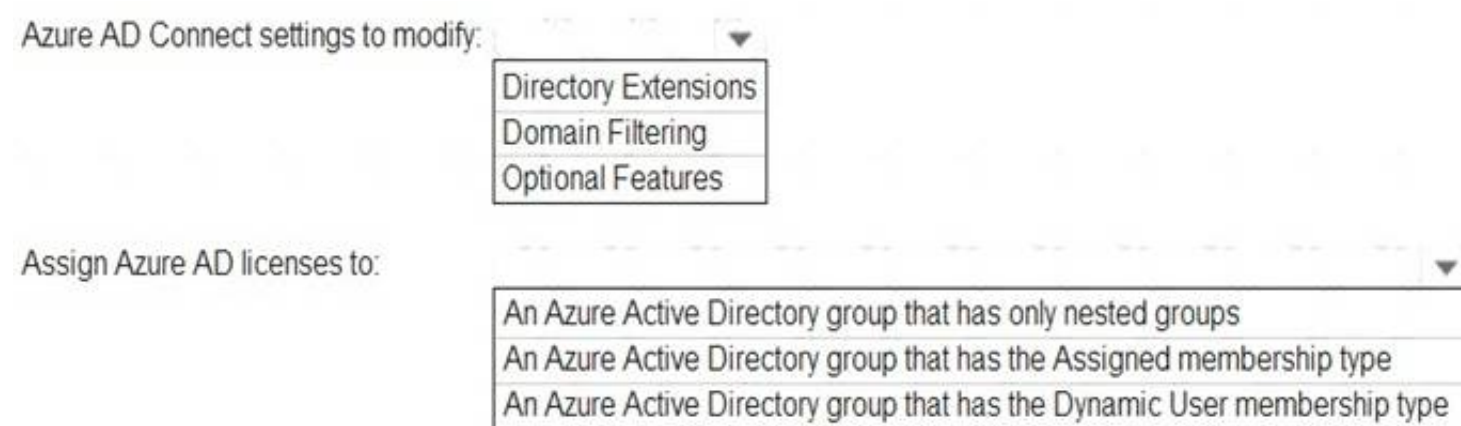 Azure AD Connect settings to modify:
Directory Extensions
Domain Filtering
Optional Features
Assign Azure AD licenses to:
An Azure Active Directory group that has only nested groups
An Azure Active Directory group that has the Assigned membership type
An Azure Active Directory group that has the Dynamic User membership type